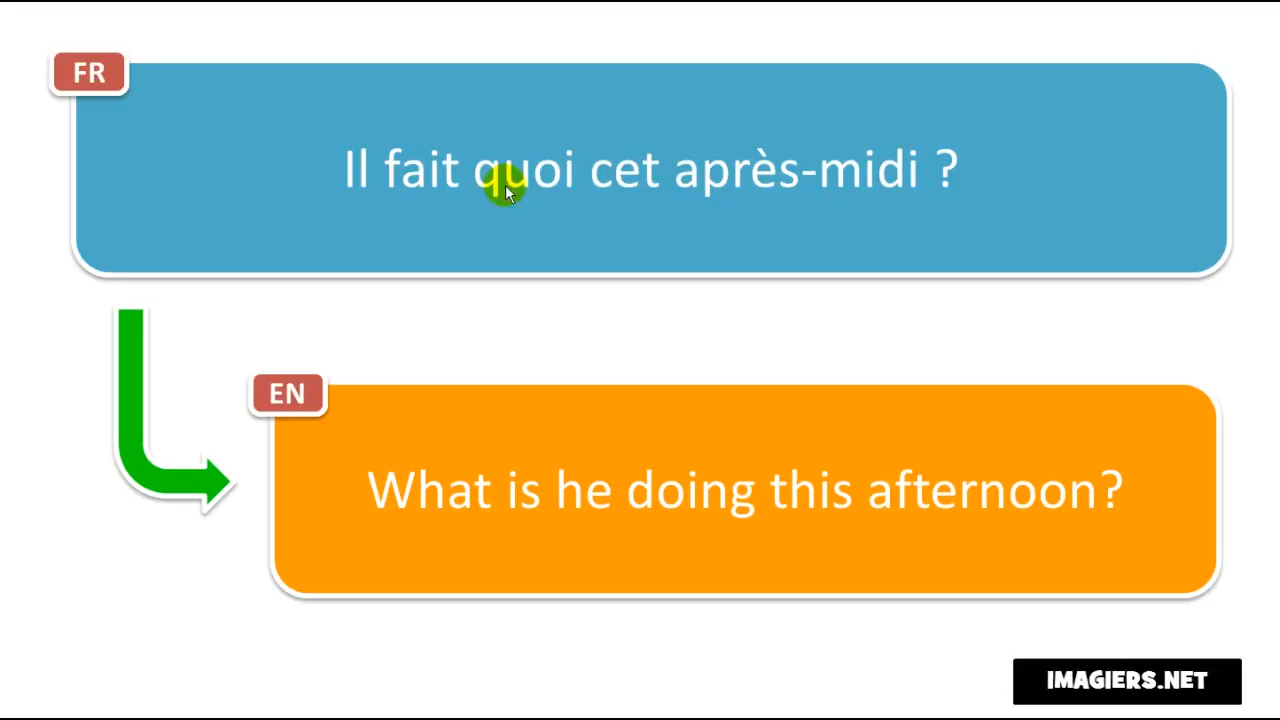 FR
Il fait quoi cet après-midi ?
EN
What is he doing this afternoon?
IMAGIERS.NET